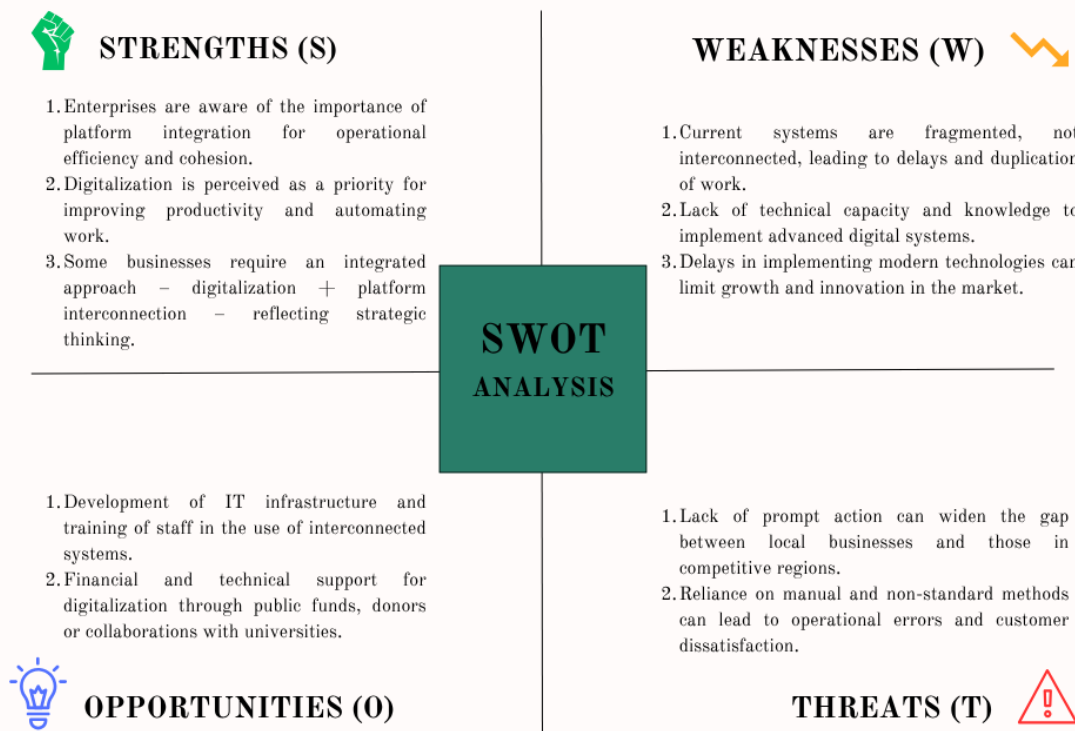 STRENGTHS (S)
1. Enterprises are aware of the importance of
platform integration for operational
efficiency and cohesion.
2. Digitalization is perceived as a priority for
improving productivity and automating
work.
3. Some businesses require an integrated
approach – digitalization + platform
interconnection – reflecting strategic
thinking.
WEAKNESSES (W)
1. Current systems are fragmented, not
interconnected, leading to delays and duplication
of work.
2. Lack of technical capacity and knowledge to
implement advanced digital systems.
3. Delays in implementing modern technologies can
limit growth and innovation in the market.
SWOT
ANALYSIS
1. Development of IT infrastructure and
training of staff in the use of interconnected
systems.
2. Financial and technical support for
digitalization through public funds, donors
or collaborations with universities.
OPPORTUNITIES (O)
1. Lack of prompt action can widen the gap
between local businesses and those in
competitive regions.
2. Reliance on manual and non-standard methods
can lead to operational errors and customer
dissatisfaction.
THREATS (T)